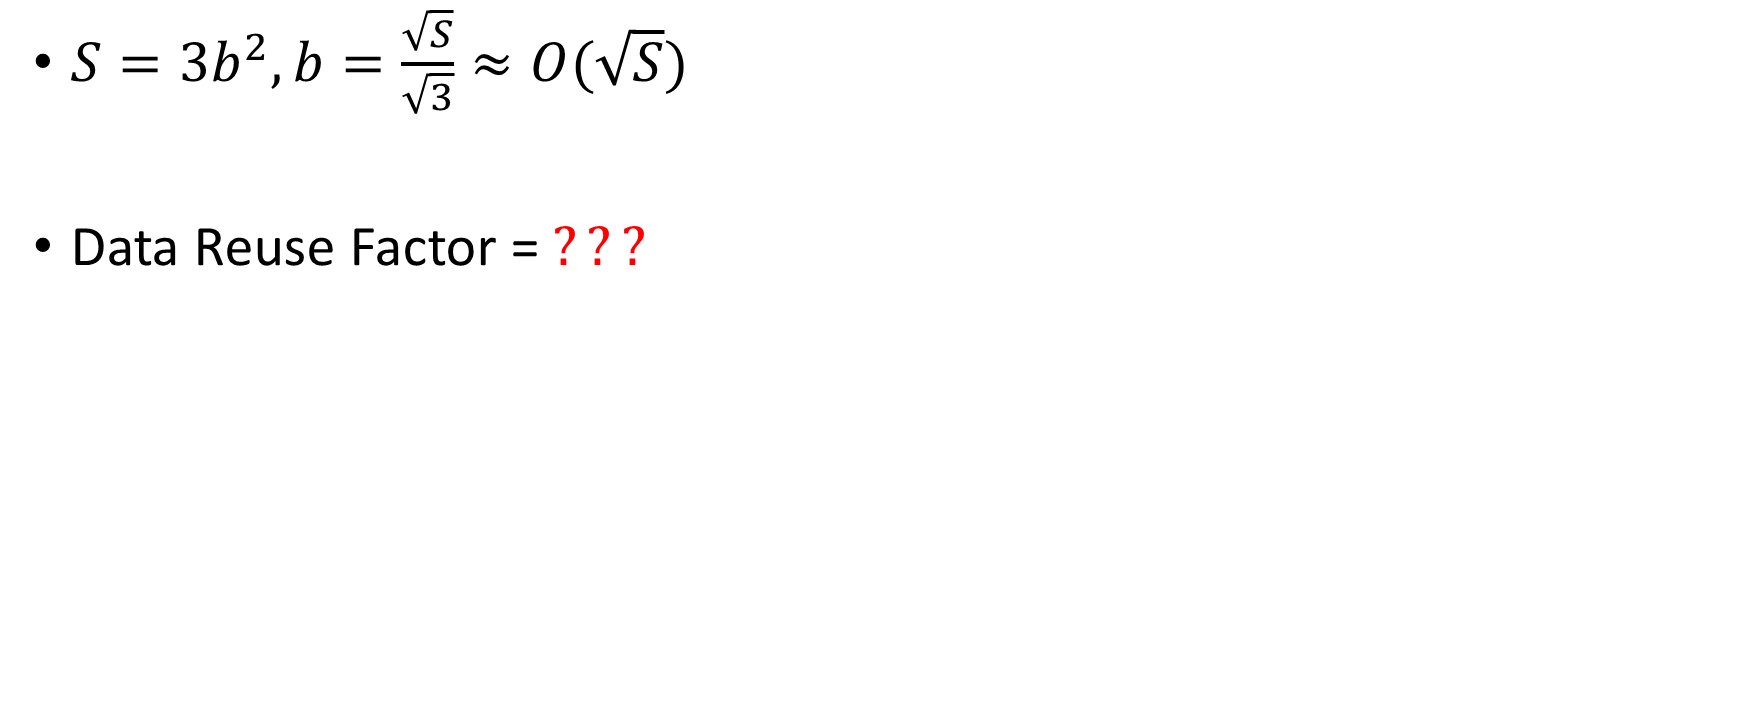 • S = 3b², b = √S/√3 ≈ O(√S)
• Data Reuse Factor = ???